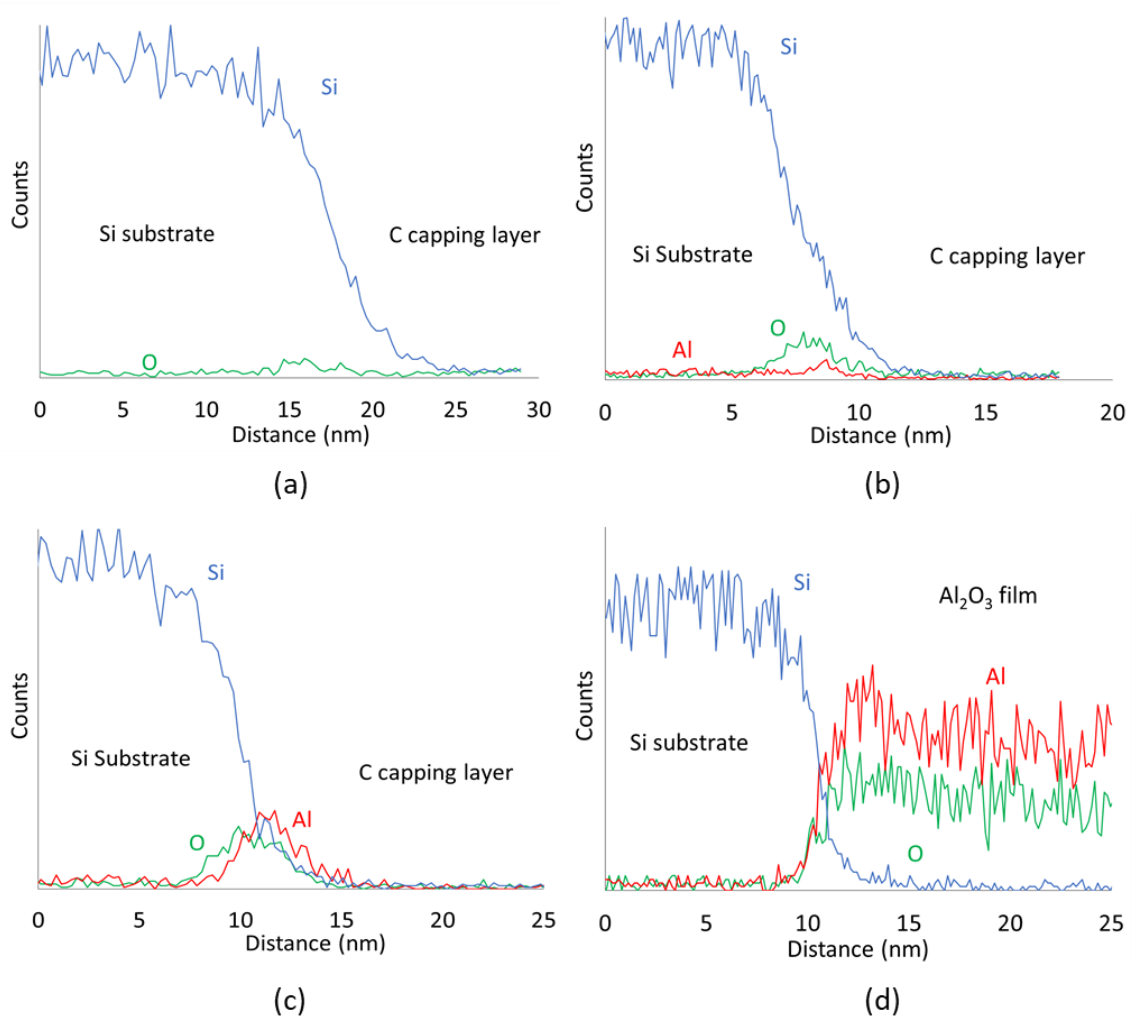 Counts
Si
Si substrate
C capping layer
O
0 5 10 15 20 25 30
Distance (nm)
(a)
Counts
Si
Si Substrate
C capping layer
O
Al
0 5 10 15 20
Distance (nm)
(b)
Counts
Si
Si Substrate
C capping layer
O
Al
0 5 10 15 20 25
Distance (nm)
(c)
Counts
Si
Al₂O₃ film
Al
Si substrate
O
0 5 10 15 20 25
Distance (nm)
(d)